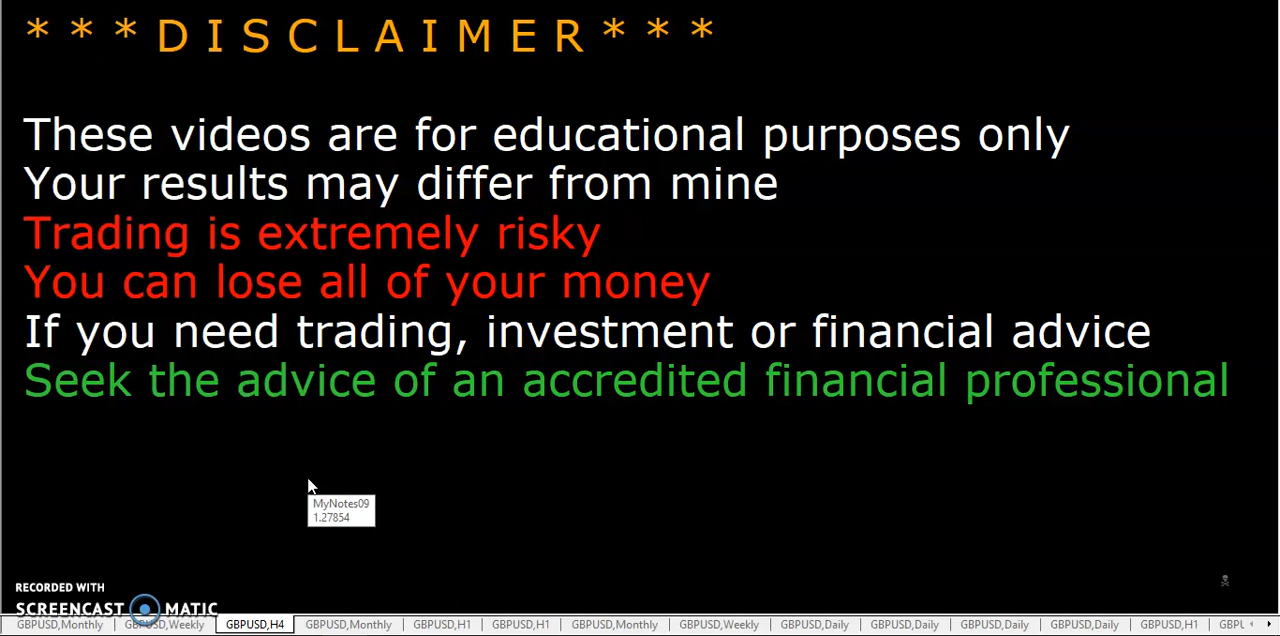 * * * D I S C L A I M E R * * *
These videos are for educational purposes only
Your results may differ from mine
Trading is extremely risky
You can lose all of your money
If you need trading, investment or financial advice
Seek the advice of an accredited financial professional
MyNotes09
1.27854
RECORDED WITH
SCREENCAST MATIC
GBPUSD,Monthly GBPUSD,Weekly GBPUSD,H4 GBPUSD,Monthly GBPUSD,H1 GBPUSD,H1 GBPUSD,Monthly GBPUSD,Weekly GBPUSD,Daily GBPUSD,Daily GBPUSD,Daily GBPUSD,Daily GBPUSD,H1